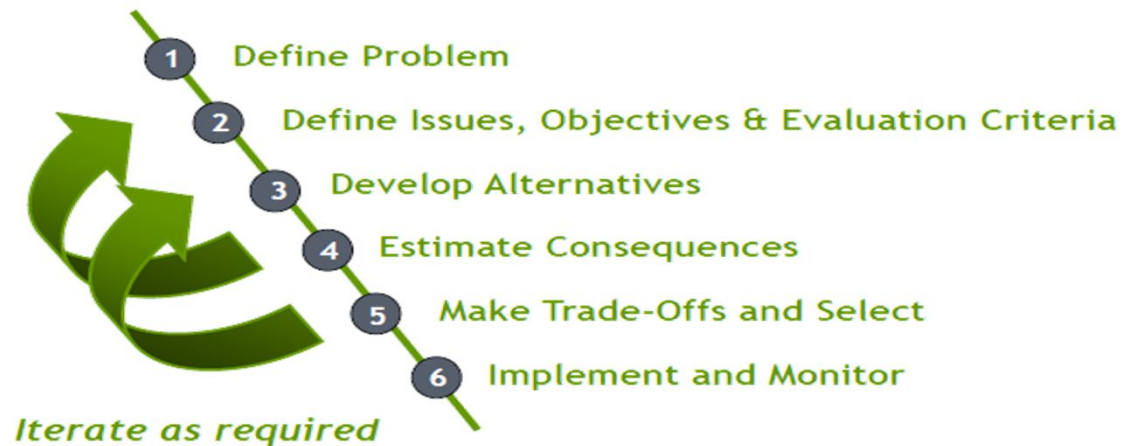 1 Define Problem
2 Define Issues, Objectives & Evaluation Criteria
3 Develop Alternatives
4 Estimate Consequences
5 Make Trade-Offs and Select
6 Implement and Monitor
Iterate as required